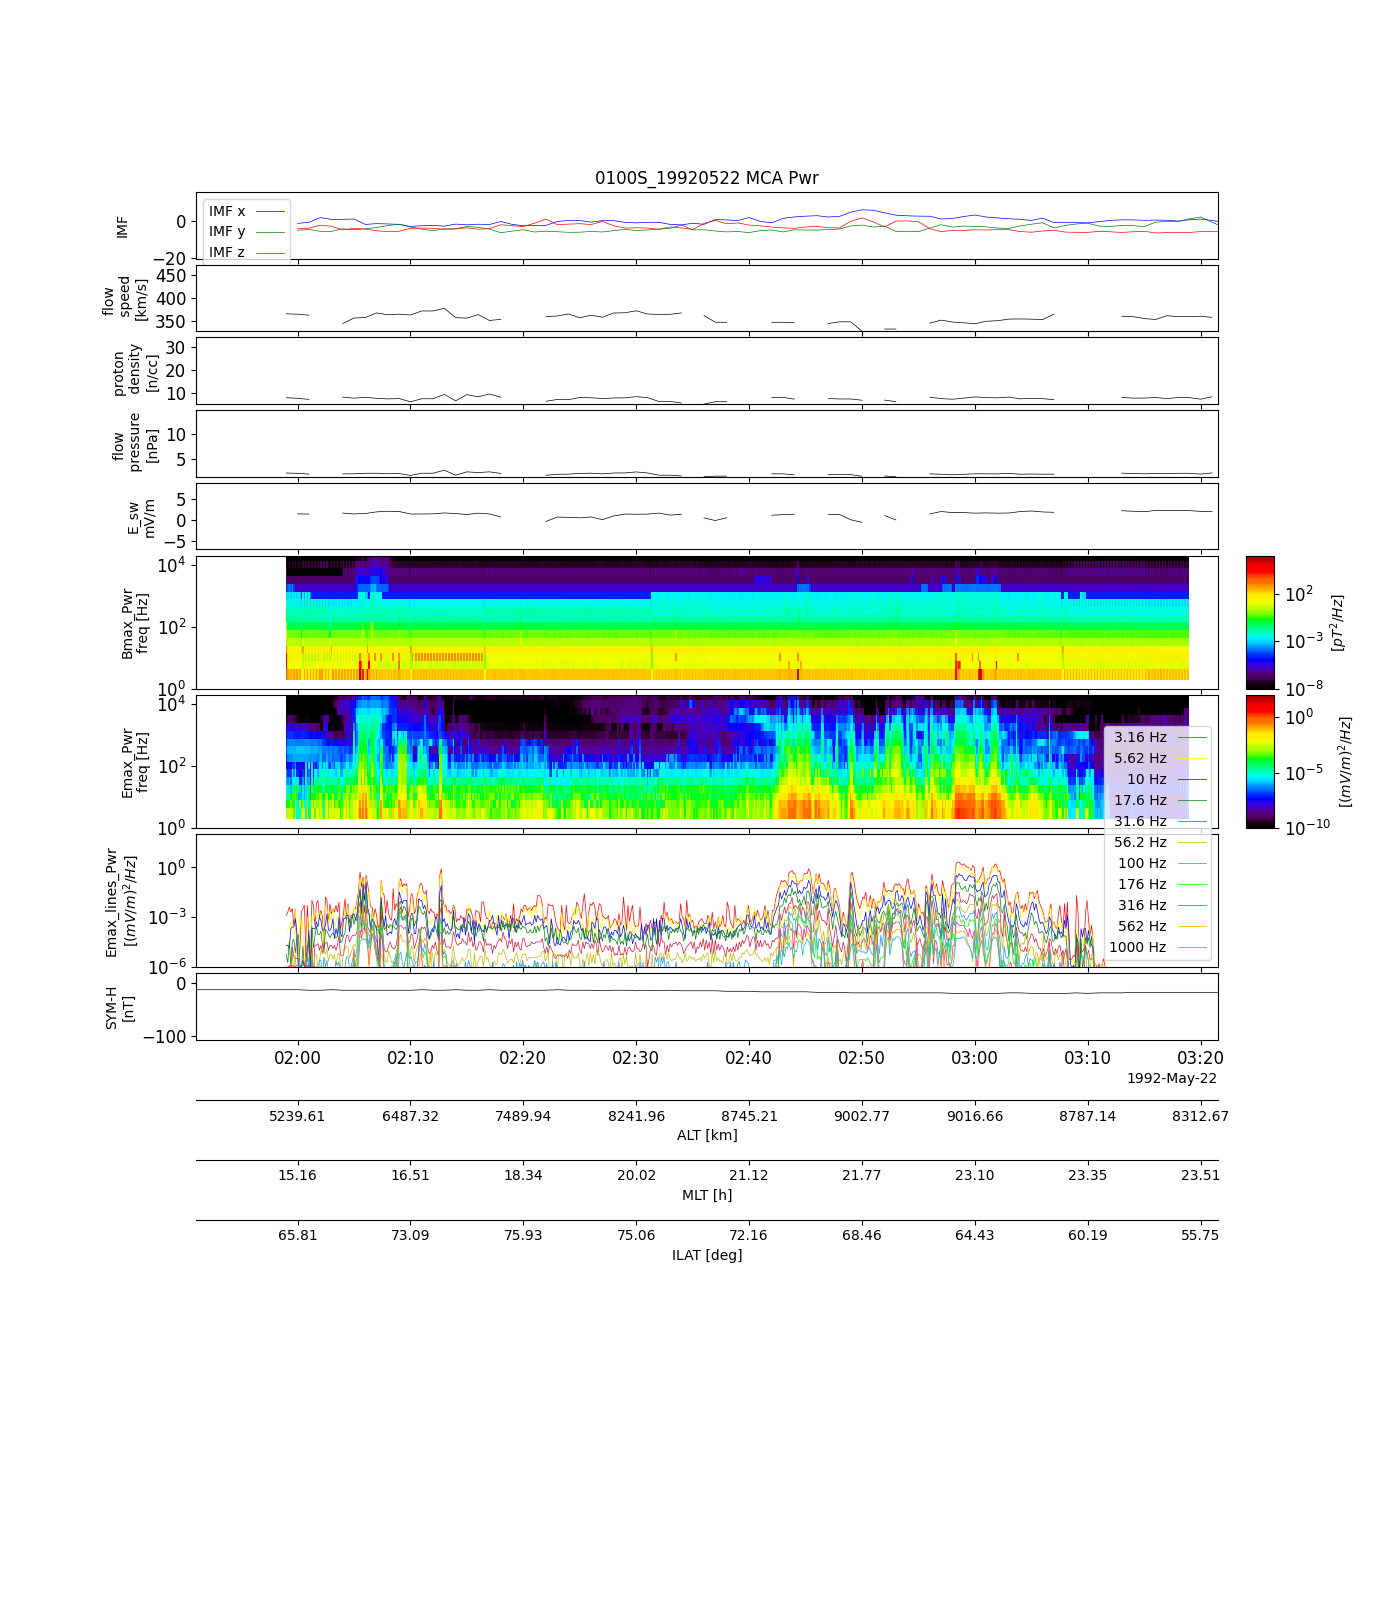 0100S_19920522 MCA Pwr
IMF
0
−20
IMF x
IMF y
IMF z
flow
speed
[km/s]
450
400
350
proton
density
[n/cc]
30
20
10
flow
pressure
[nPa]
10
5
E_sw
mV/m
5
0
−5
Bmax_Pwr
freq [Hz]
10^4
10^2
10^0
10^2
10^−3
10^−8
[pT^2/Hz]
Emax_Pwr
freq [Hz]
10^4
10^2
10^0
10^0
10^−5
10^−10
[(mV/m)^2/Hz]
3.16 Hz
5.62 Hz
10 Hz
17.6 Hz
31.6 Hz
56.2 Hz
100 Hz
176 Hz
316 Hz
562 Hz
1000 Hz
Emax_lines_Pwr
[(mV/m)^2/Hz]
10^0
10^−3
10^−6
SYM-H
[nT]
0
−100
02:00 02:10 02:20 02:30 02:40 02:50 03:00 03:10 03:20
1992-May-22
5239.61 6487.32 7489.94 8241.96 8745.21 9002.77 9016.66 8787.14 8312.67
ALT [km]
15.16 16.51 18.34 20.02 21.12 21.77 23.10 23.35 23.51
MLT [h]
65.81 73.09 75.93 75.06 72.16 68.46 64.43 60.19 55.75
ILAT [deg]